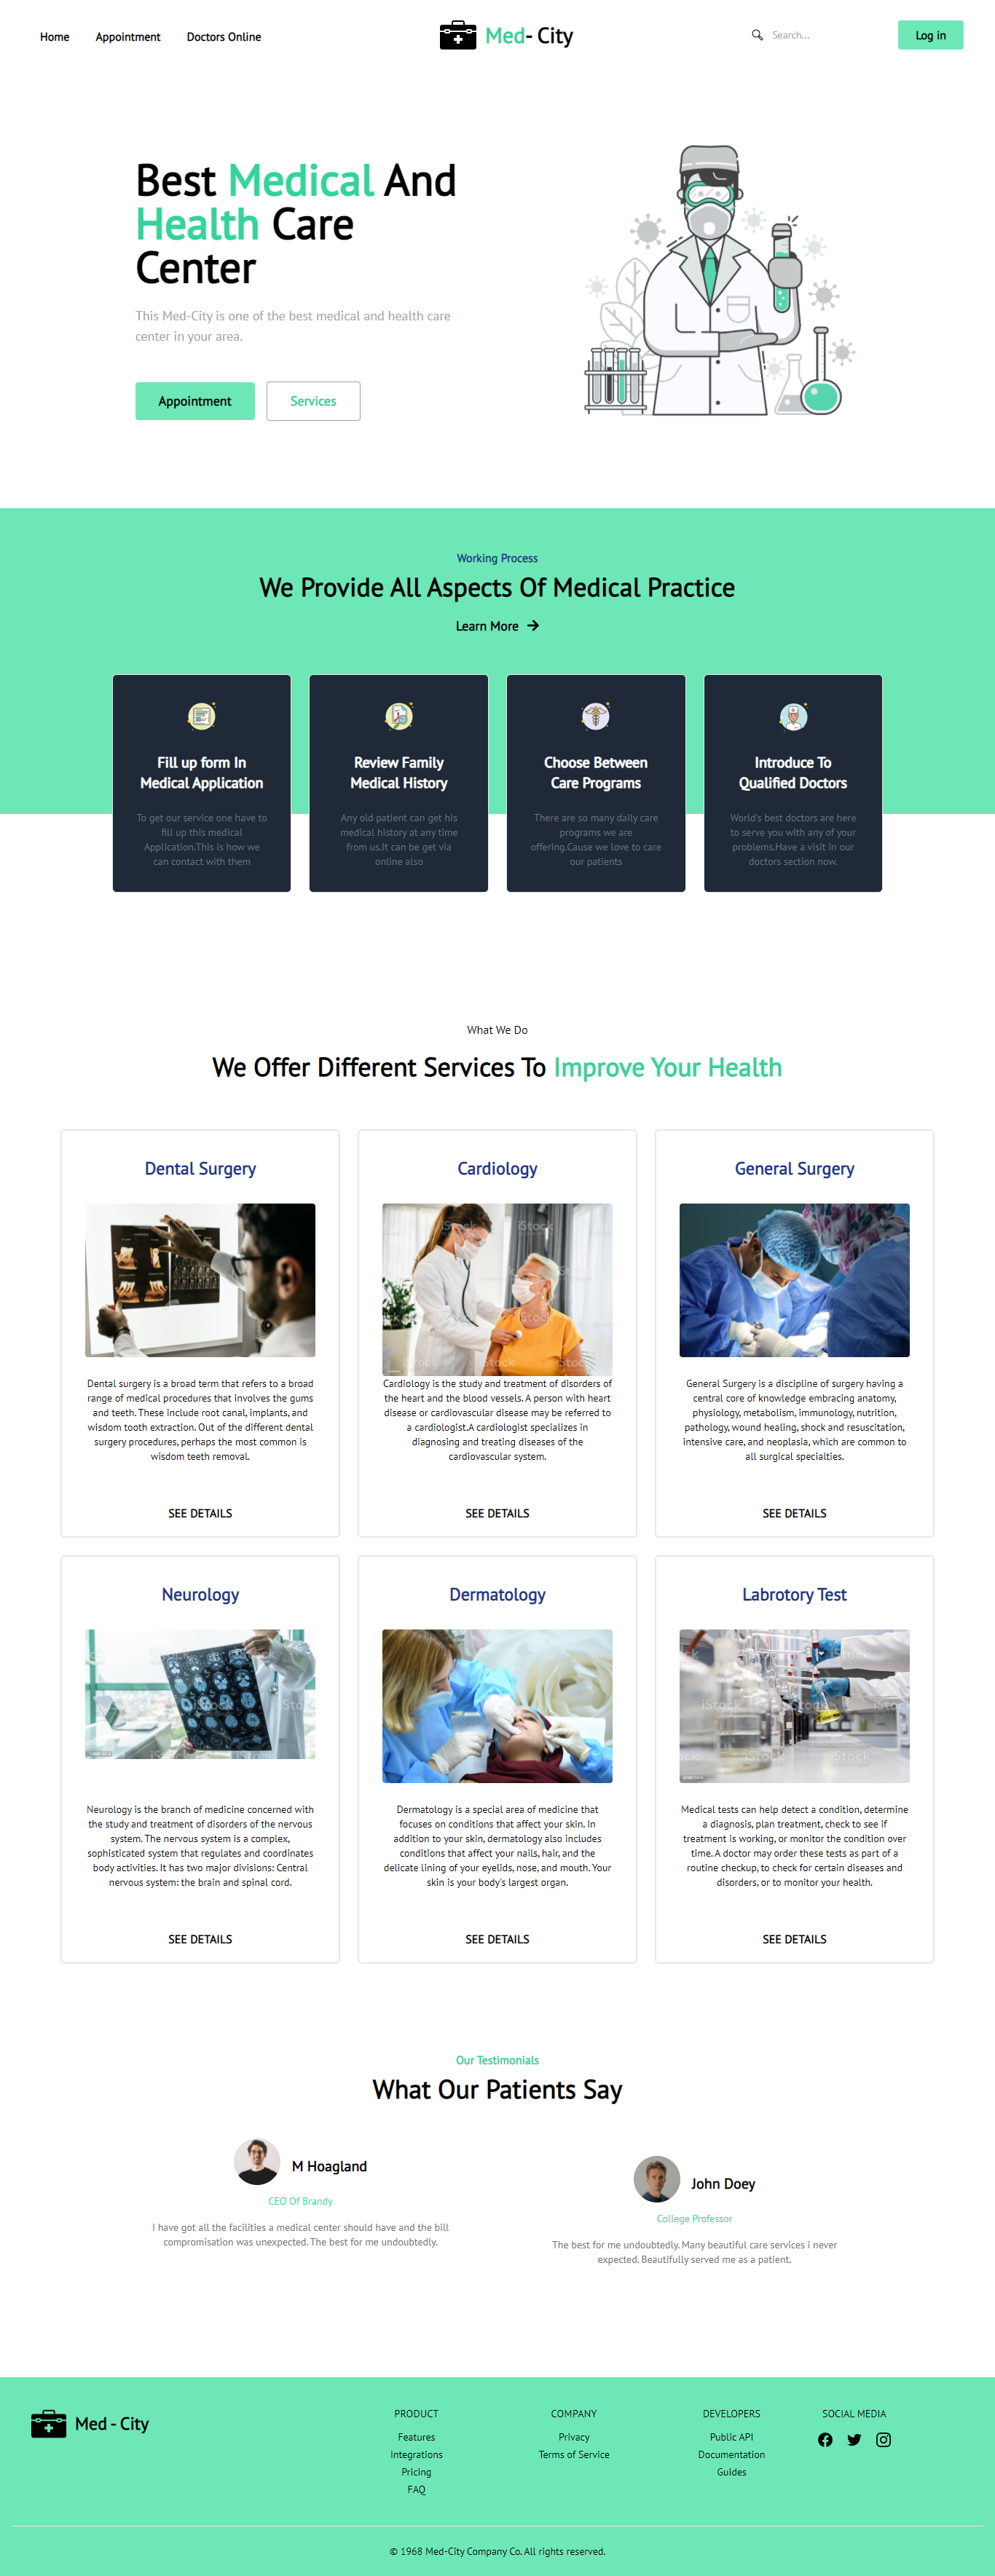 Home
Appointment
Doctors Online
Med- City
Search...
Log in
Best Medical And
Health Care
Center
This Med-City is one of the best medical and health care
center in your area.
Appointment
Services
Working Process
We Provide All Aspects Of Medical Practice
Learn More
Fill up form In
Medical Application
To get our service one have to
fill up this medical
Application.This is how we
can contact with them
Review Family
Medical History
Any old patient can get his
medical history at any time
from us.It can be get via
online also
Choose Between
Care Programs
There are so many daily care
programs we are
offering.Cause we love to care
our patients
Introduce To
Qualified Doctors
World's best doctors are here
to serve you with any of your
problems.Have a visit in our
doctors section now.
What We Do
We Offer Different Services To Improve Your Health
Dental Surgery
Dental surgery is a broad term that refers to a broad
range of medical procedures that involves the gums
and teeth. These include root canal, implants, and
wisdom tooth extraction. Out of the different dental
surgery procedures, perhaps the most common is
wisdom teeth removal.
SEE DETAILS
Cardiology
iStock
iStock
iStock
iStock
Cardiology is the study and treatment of disorders of
the heart and the blood vessels. A person with heart
disease or cardiovascular disease may be referred to
a cardiologist.A cardiologist specializes in
diagnosing and treating diseases of the
cardiovascular system.
SEE DETAILS
General Surgery
General Surgery is a discipline of surgery having a
central core of knowledge embracing anatomy,
physiology, metabolism, immunology, nutrition,
pathology, wound healing, shock and resuscitation,
intensive care, and neoplasia, which are common to
all surgical specialties.
SEE DETAILS
Neurology
Neurology is the branch of medicine concerned with
the study and treatment of disorders of the nervous
system. The nervous system is a complex,
sophisticated system that regulates and coordinates
body activities. It has two major divisions: Central
nervous system: the brain and spinal cord.
SEE DETAILS
Dermatology
Dermatology is a special area of medicine that
focuses on conditions that affect your skin. In
addition to your skin, dermatology also includes
conditions that affect your nails, hair, and the
delicate lining of your eyelids, nose, and mouth. Your
skin is your body's largest organ.
SEE DETAILS
Labrotory Test
iStock
iStock
iStock
Medical tests can help detect a condition, determine
a diagnosis, plan treatment, check to see if
treatment is working, or monitor the condition over
time. A doctor may order these tests as part of a
routine checkup, to check for certain diseases and
disorders, or to monitor your health.
SEE DETAILS
Our Testimonials
What Our Patients Say
M Hoagland
CEO Of Brandy
I have got all the facilities a medical center should have and the bill
compromisation was unexpected. The best for me undoubtedly.
John Doey
College Professor
The best for me undoubtedly. Many beautiful care services i never
expected. Beautifully served me as a patient.
Med - City
PRODUCT
Features
Integrations
Pricing
FAQ
COMPANY
Privacy
Terms of Service
DEVELOPERS
Public API
Documentation
Guides
SOCIAL MEDIA
© 1968 Med-City Company Co. All rights reserved.